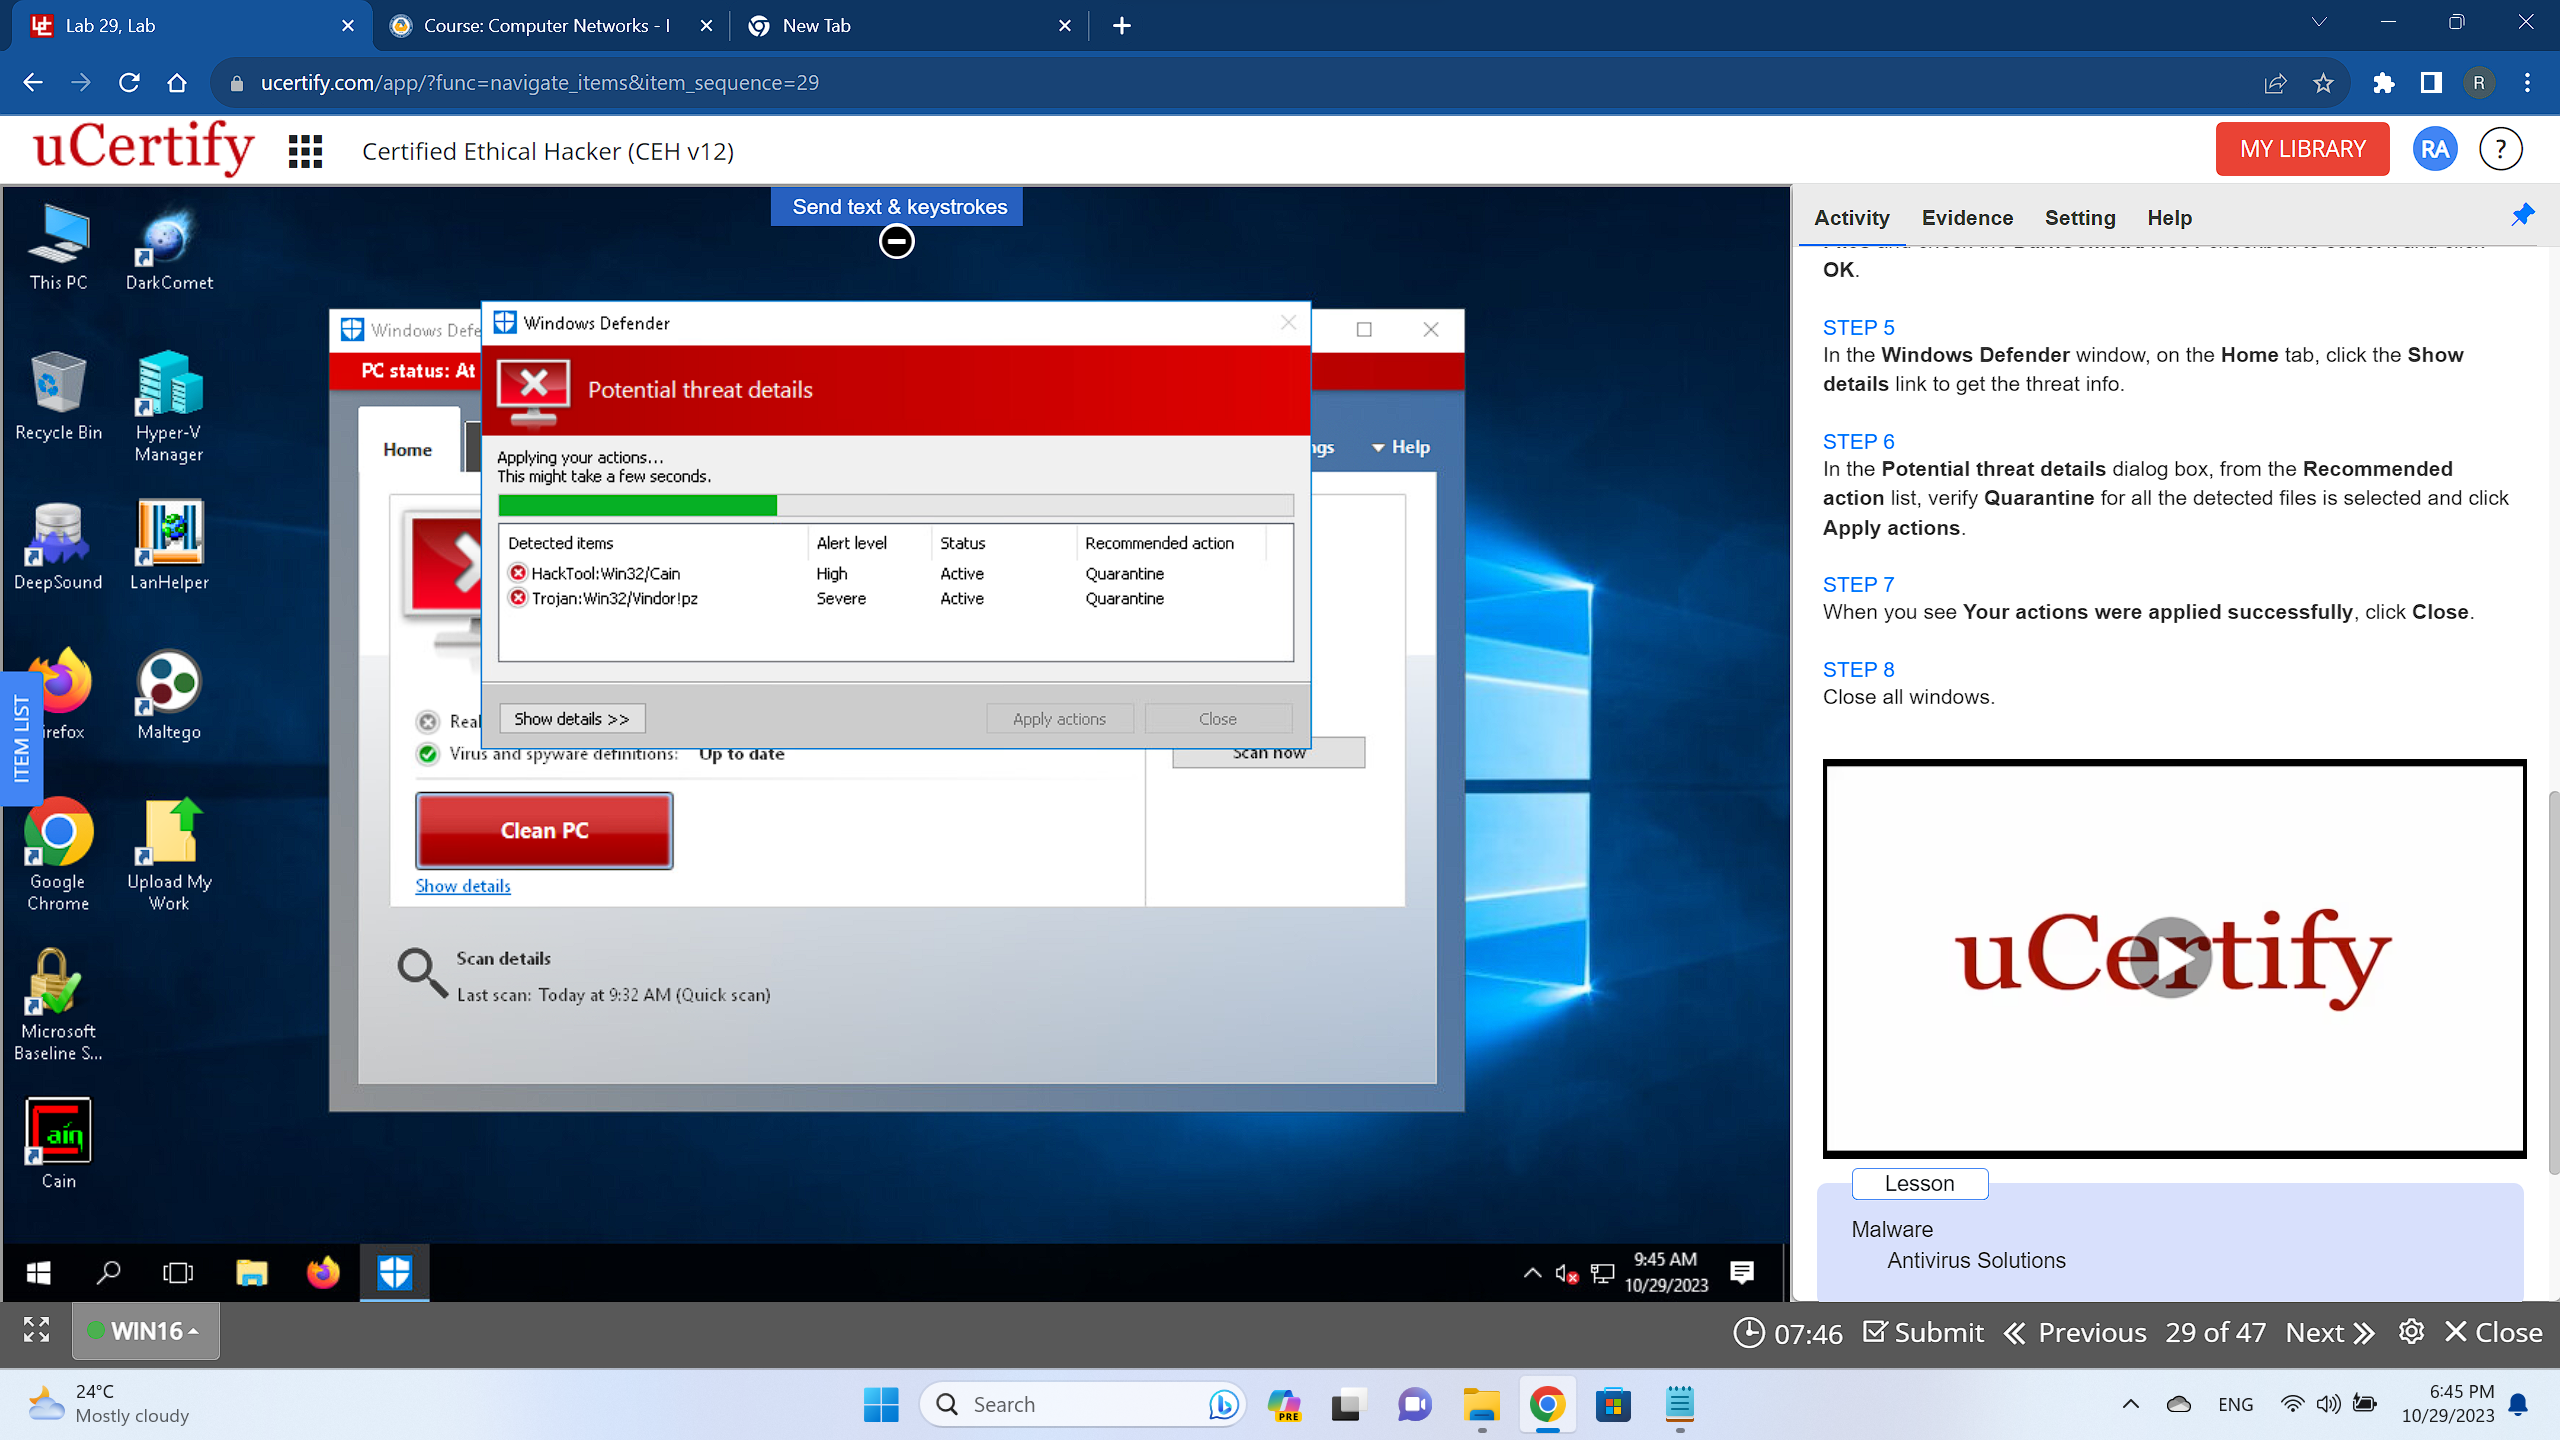 Lab 29, Lab
Course: Computer Networks - I
New Tab
ucertify.com/app/?func=navigate_items&item_sequence=29
R
uCertify
Certified Ethical Hacker (CEH v12)
MY LIBRARY
RA
?
Send text & keystrokes
This PC
DarkComet
Recycle Bin
Hyper-V
Manager
DeepSound
LanHelper
irefox
Maltego
Google
Chrome
Upload My
Work
Microsoft
Baseline S...
Cain
ITEM LIST
Windows Defe
PC status: At
Home
ngs
Help
Windows Defender
Potential threat details
Applying your actions...
This might take a few seconds.
Detected items Alert level Status Recommended action
HackTool:Win32/Cain High Active Quarantine
Trojan:Win32/Vindor!pz Severe Active Quarantine
Show details >>
Apply actions
Close
Real
Virus and spyware definitions: Up to date
Scan now
Clean PC
Show details
Scan details
Last scan: Today at 9:32 AM (Quick scan)
9:45 AM
10/29/2023
Activity Evidence Setting Help
OK.
STEP 5
In the Windows Defender window, on the Home tab, click the Show
details link to get the threat info.
STEP 6
In the Potential threat details dialog box, from the Recommended
action list, verify Quarantine for all the detected files is selected and click
Apply actions.
STEP 7
When you see Your actions were applied successfully, click Close.
STEP 8
Close all windows.
uCertify
Lesson
Malware
Antivirus Solutions
WIN16
07:46 Submit Previous 29 of 47 Next Close
24°C
Mostly cloudy
Search
PRE
ENG
6:45 PM
10/29/2023